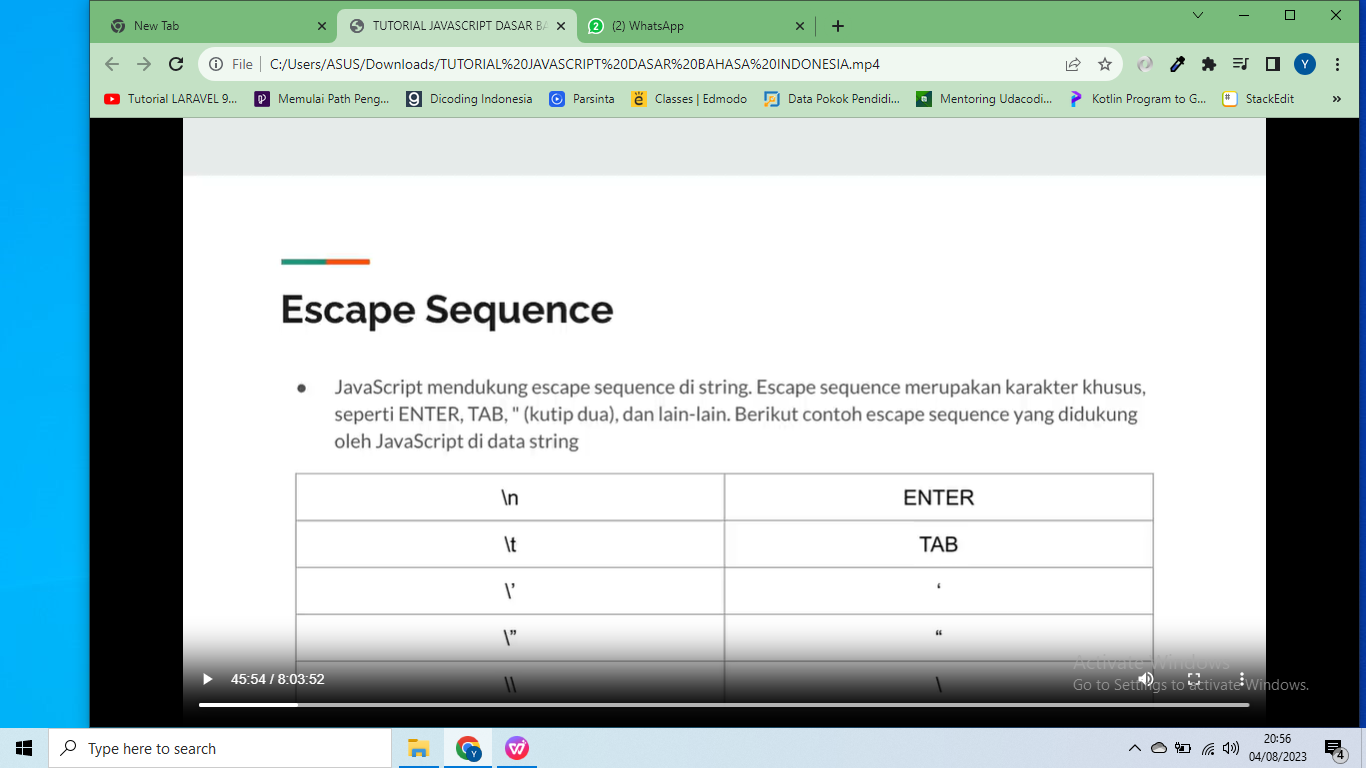 New Tab
TUTORIAL JAVASCRIPT DASAR BA
(2) WhatsApp
File
C:/Users/ASUS/Downloads/TUTORIAL%20JAVASCRIPT%20DASAR%20BAHASA%20INDONESIA.mp4
Y
Tutorial LARAVEL 9...
Memulai Path Peng...
Dicoding Indonesia
Parsinta
Classes | Edmodo
Data Pokok Pendidi...
Mentoring Udacodi...
Kotlin Program to G...
StackEdit
»
Escape Sequence
● JavaScript mendukung escape sequence di string. Escape sequence merupakan karakter khusus,
seperti ENTER, TAB, " (kutip dua), dan lain-lain. Berikut contoh escape sequence yang didukung
oleh JavaScript di data string
\n ENTER
\t TAB
\’ ‘
\” “
\\ \
45:54 / 8:03:52
Activate Windows
Go to Settings to activate Windows.
Type here to search
20:56
04/08/2023
4